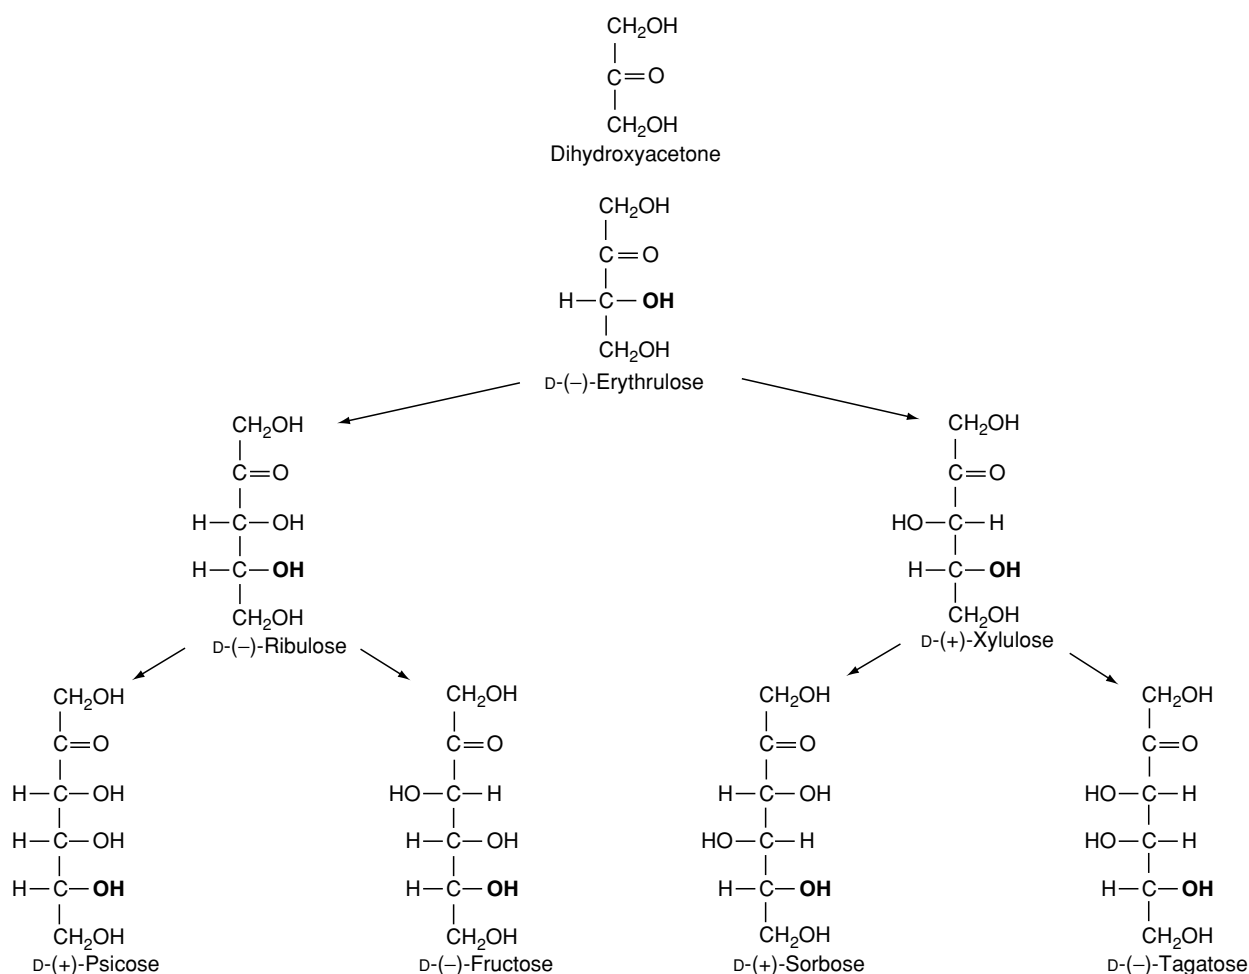 CH₂OH
C=O
CH₂OH
Dihydroxyacetone
CH₂OH
C=O
H—C—OH
CH₂OH
D-(–)-Erythrulose
CH₂OH
C=O
H—C—OH
H—C—OH
CH₂OH
D-(–)-Ribulose
CH₂OH
C=O
HO—C—H
H—C—OH
CH₂OH
D-(+)-Xylulose
CH₂OH
C=O
H—C—OH
H—C—OH
H—C—OH
CH₂OH
D-(+)-Psicose
CH₂OH
C=O
HO—C—H
H—C—OH
H—C—OH
CH₂OH
D-(–)-Fructose
CH₂OH
C=O
H—C—OH
HO—C—H
H—C—OH
CH₂OH
D-(+)-Sorbose
CH₂OH
C=O
HO—C—H
HO—C—H
H—C—OH
CH₂OH
D-(–)-Tagatose